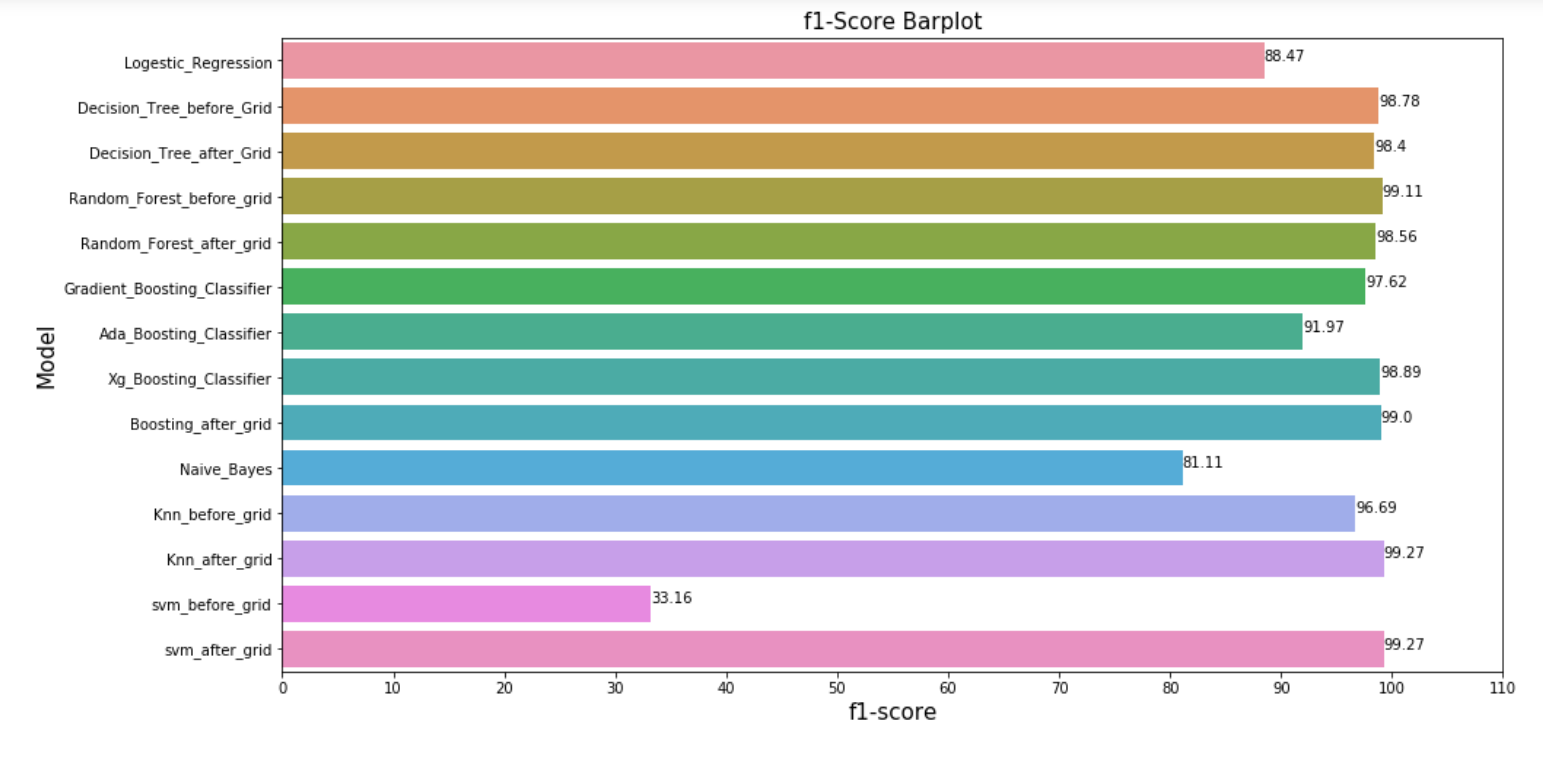 f1-Score Barplot
Logestic_Regression 88.47
Decision_Tree_before_Grid 98.78
Decision_Tree_after_Grid 98.4
Random_Forest_before_grid 99.11
Random_Forest_after_grid 98.56
Gradient_Boosting_Classifier 97.62
Ada_Boosting_Classifier 91.97
Xg_Boosting_Classifier 98.89
Boosting_after_grid 99.0
Naive_Bayes 81.11
Knn_before_grid 96.69
Knn_after_grid 99.27
svm_before_grid 33.16
svm_after_grid 99.27
Model
0 10 20 30 40 50 60 70 80 90 100 110
f1-score